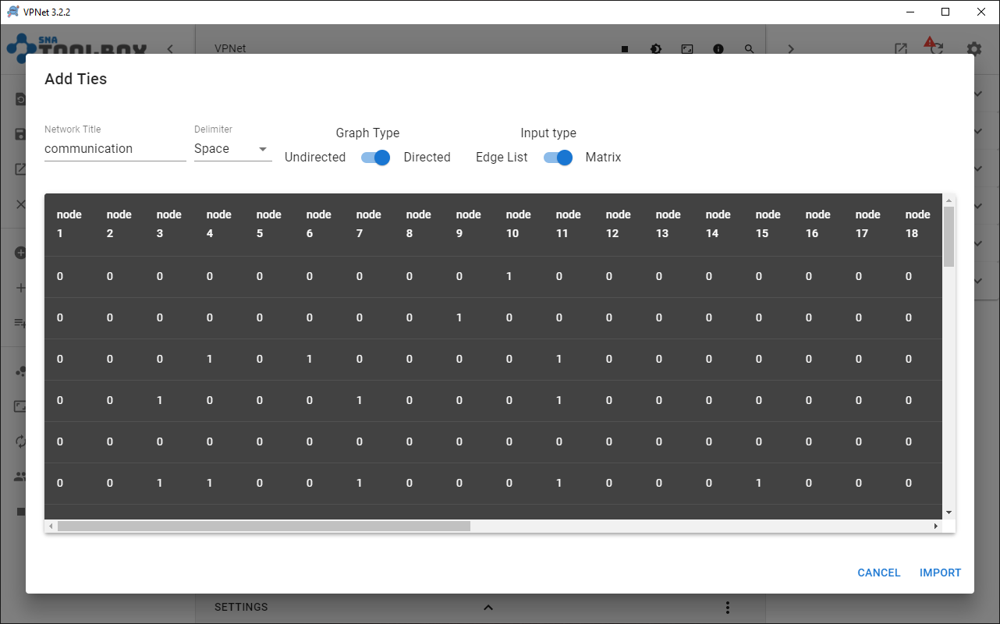 VPNet 3.2.2
SNA
TOOLBOX
VPNet
Add Ties
Network Title
communication
Delimiter
Space
Graph Type
Undirected
Directed
Input type
Edge List
Matrix
node 1 node 2 node 3 node 4 node 5 node 6 node 7 node 8 node 9 node 10 node 11 node 12 node 13 node 14 node 15 node 16 node 17 node 18
0 0 0 0 0 0 0 0 0 1 0 0 0 0 0 0 0 0
0 0 0 0 0 0 0 0 1 0 0 0 0 0 0 0 0 0
0 0 0 1 0 1 0 0 0 0 1 0 0 0 0 0 0 0
0 0 1 0 0 0 1 0 0 0 1 0 0 0 0 0 0 0
0 0 0 0 0 0 0 0 0 0 0 0 0 0 0 0 0 0
0 0 1 1 0 0 1 0 0 0 1 0 0 0 1 0 0 0
CANCEL
IMPORT
SETTINGS